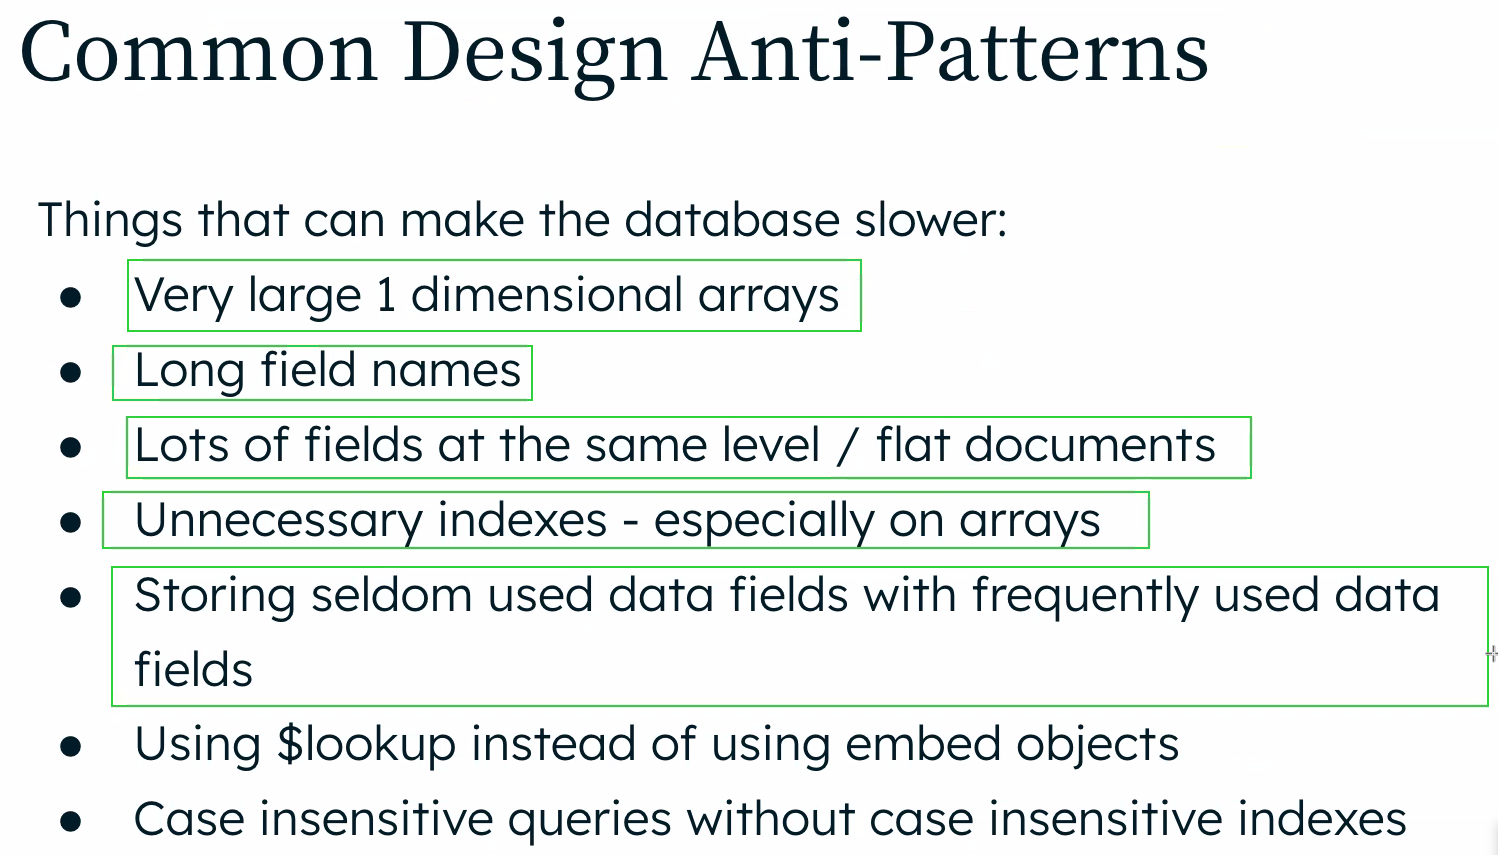 Common Design Anti-Patterns
Things that can make the database slower:
● Very large 1 dimensional arrays
● Long field names
● Lots of fields at the same level / flat documents
● Unnecessary indexes - especially on arrays
● Storing seldom used data fields with frequently used data
fields
● Using $lookup instead of using embed objects
● Case insensitive queries without case insensitive indexes